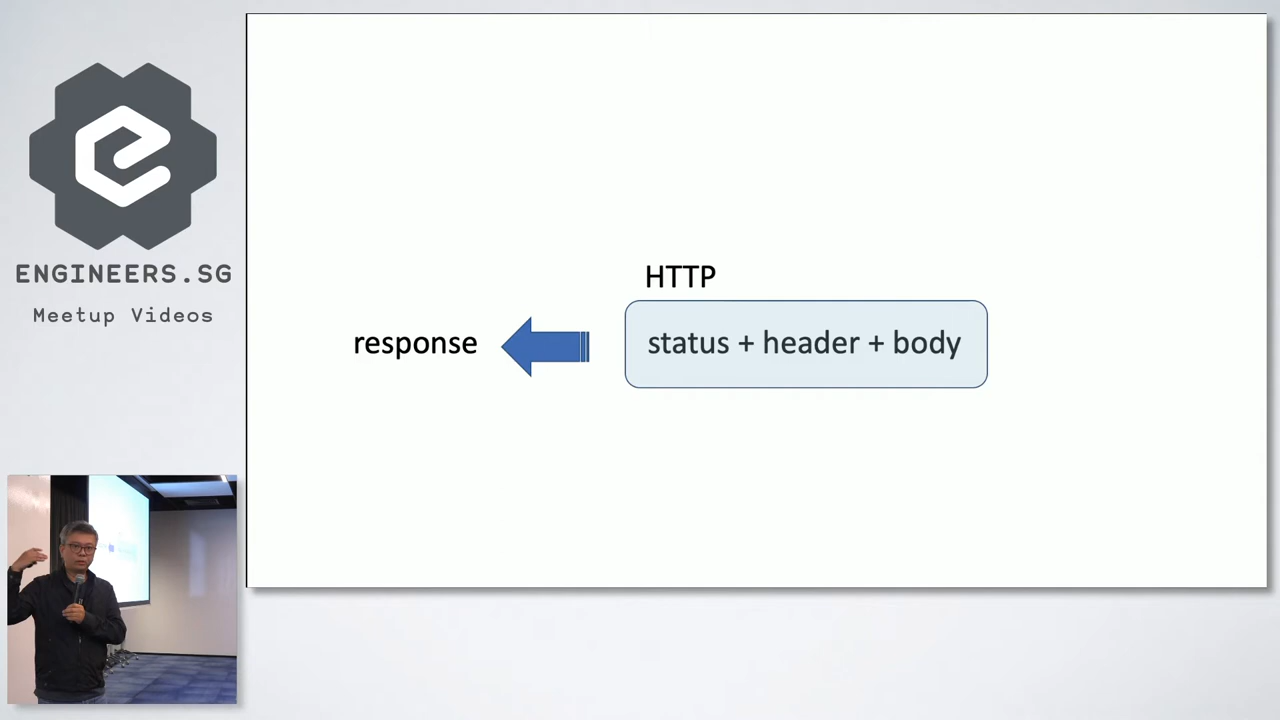 ENGINEERS.SG
Meetup Videos
HTTP
response
status + header + body